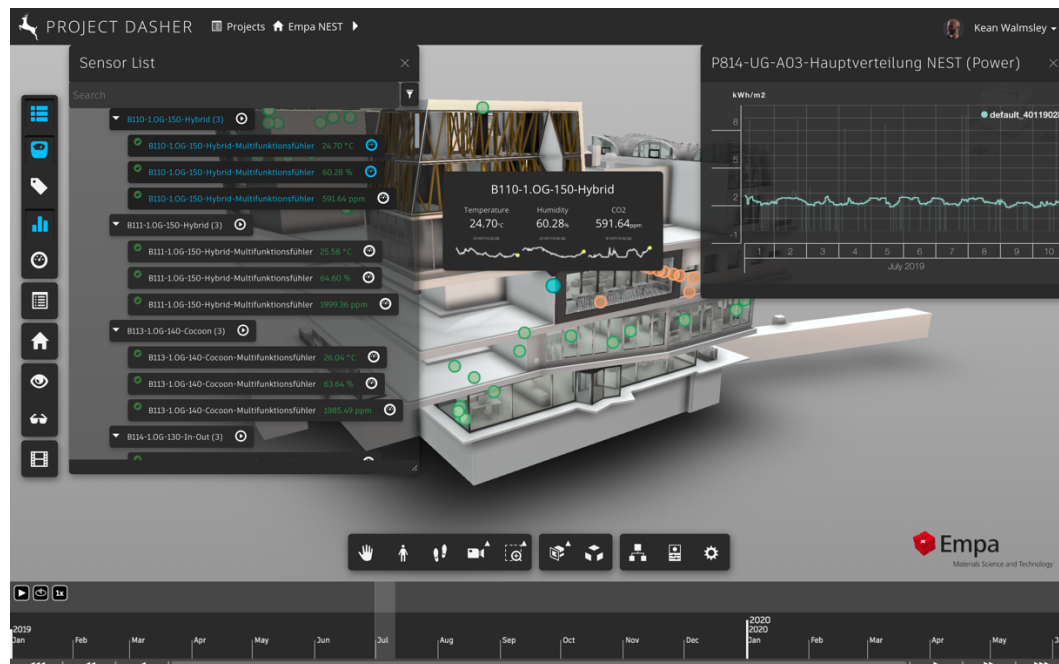 PROJECT DASHER
Projects
Empa NEST
Kean Walmsley
Sensor List
Search
B110-1.OG-150-Hybrid (3)
B110-1.OG-150-Hybrid-Multifunktionsfühler 24.70 °C
B110-1.OG-150-Hybrid-Multifunktionsfühler 60.28 %
B110-1.OG-150-Hybrid-Multifunktionsfühler 591.64 ppm
B111-1.OG-150-Hybrid (3)
B111-1.OG-150-Hybrid-Multifunktionsfühler 25.58 °C
B111-1.OG-150-Hybrid-Multifunktionsfühler 64.60 %
B111-1.OG-150-Hybrid-Multifunktionsfühler 1999.36 ppm
B113-1.OG-140-Cocoon (3)
B113-1.OG-140-Cocoon-Multifunktionsfühler 26.04 °C
B113-1.OG-140-Cocoon-Multifunktionsfühler 63.64 %
B113-1.OG-140-Cocoon-Multifunktionsfühler 1985.49 ppm
B114-1.OG-130-In-Out (3)
B110-1.OG-150-Hybrid
Temperature Humidity CO2
24.70°C 60.28% 591.64ppm
P814-UG-A03-Hauptverteilung NEST (Power)
kWh/m2
default_4011902
8
5
2
-1
1 2 3 4 5 6 7 8 9 10
July 2019
Empa
Materials Science and Technology
1x
2019 2020
2020
Jan Feb Mar Apr May Jun Jul Aug Sep Oct Nov Dec Jan Feb Mar Apr May